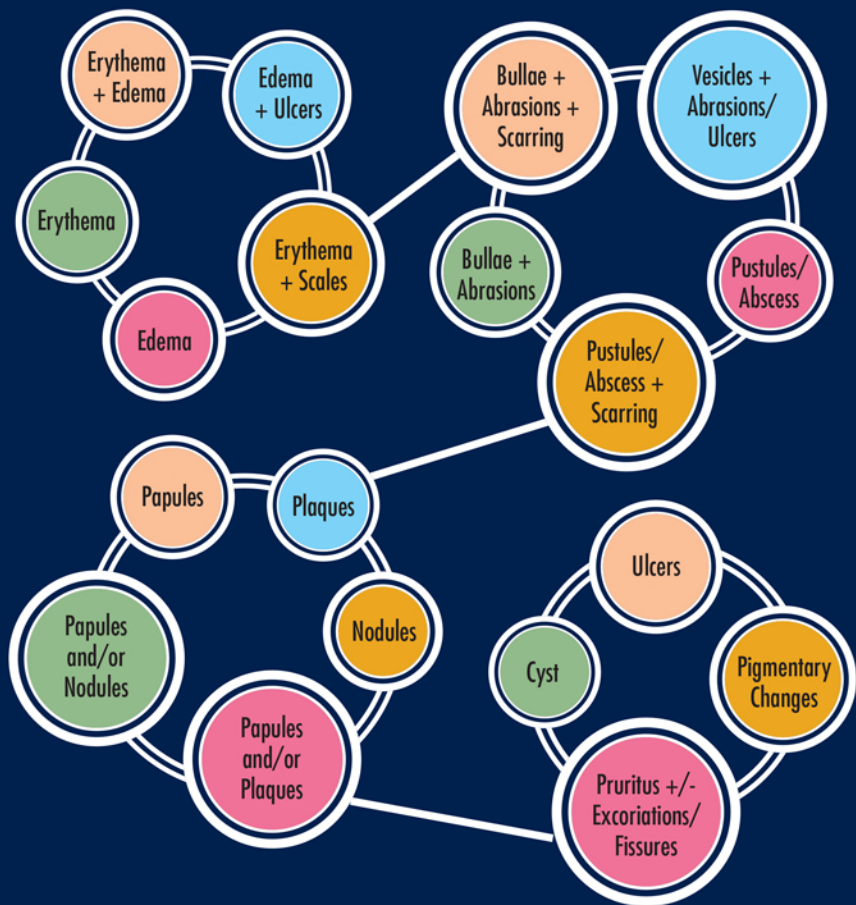 Erythema
+ Edema
Edema
+ Ulcers
Erythema
Erythema
+ Scales
Edema
Bullae +
Abrasions +
Scarring
Vesicles +
Abrasions/
Ulcers
Bullae +
Abrasions
Pustules/
Abscess
Pustules/
Abscess +
Scarring
Papules
Plaques
Papules
and/or
Nodules
Nodules
Papules
and/or
Plaques
Ulcers
Cyst
Pigmentary
Changes
Pruritus +/-
Excoriations/
Fissures